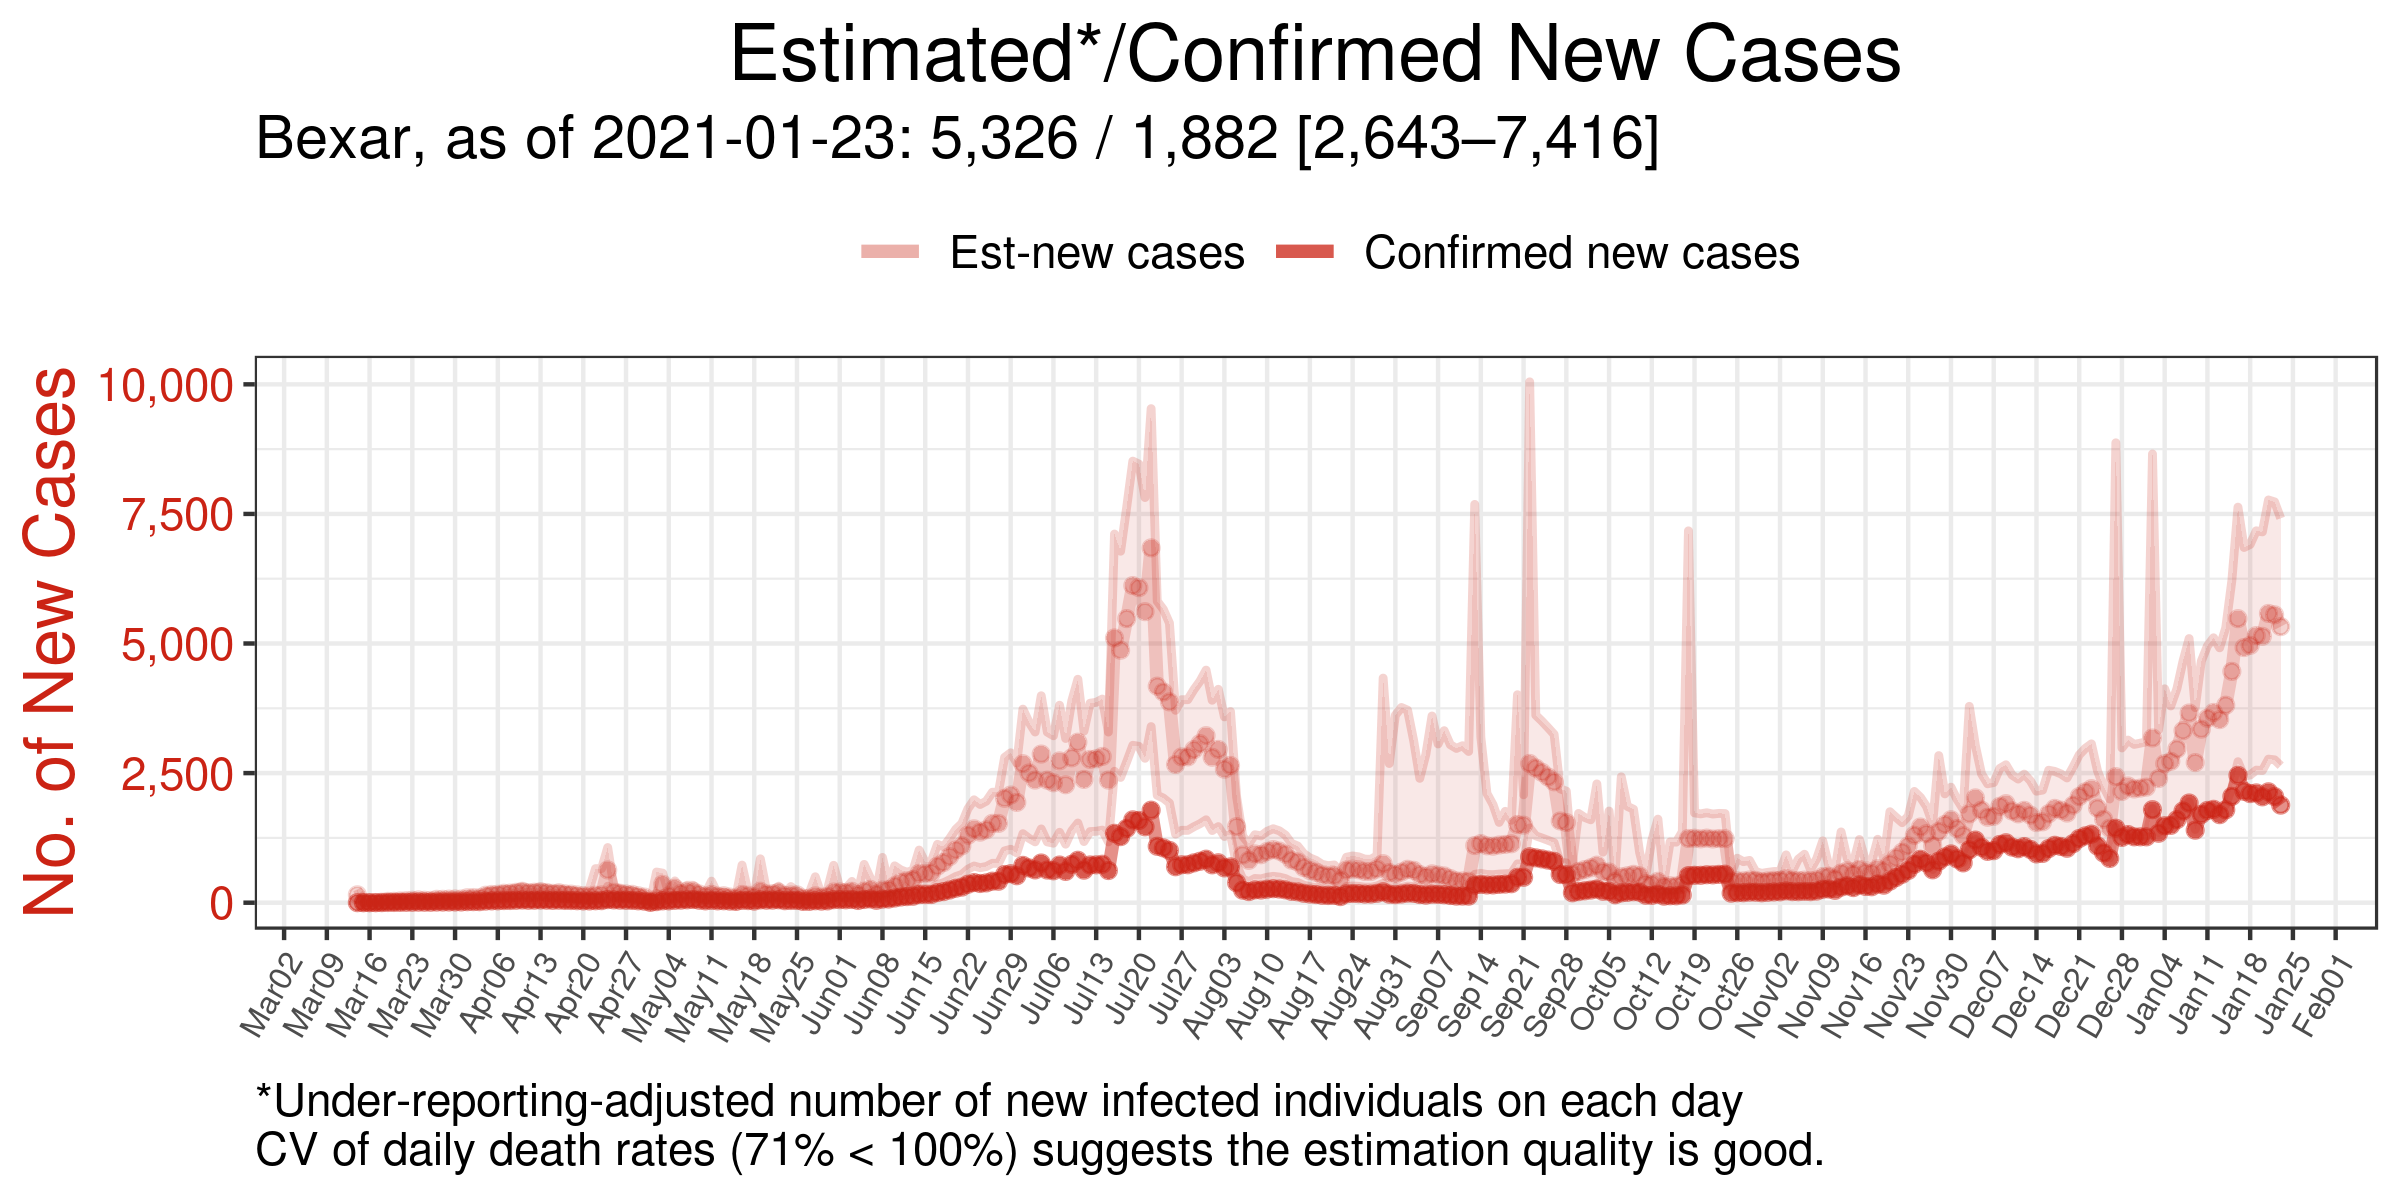 Estimated*/Confirmed New Cases
Bexar, as of 2021-01-23: 5,326 / 1,882 [2,643–7,416]
Est-new cases Confirmed new cases
No. of New Cases
10,000
7,500
5,000
2,500
0
Mar02 Mar09 Mar16 Mar23 Mar30 Apr06 Apr13 Apr20 Apr27 May04 May11 May18 May25 Jun01 Jun08 Jun15 Jun22 Jun29 Jul06 Jul13 Jul20 Jul27 Aug03 Aug10 Aug17 Aug24 Aug31 Sep07 Sep14 Sep21 Sep28 Oct05 Oct12 Oct19 Oct26 Nov02 Nov09 Nov16 Nov23 Nov30 Dec07 Dec14 Dec21 Dec28 Jan04 Jan11 Jan18 Jan25 Feb01
*Under-reporting-adjusted number of new infected individuals on each day
CV of daily death rates (71% < 100%) suggests the estimation quality is good.